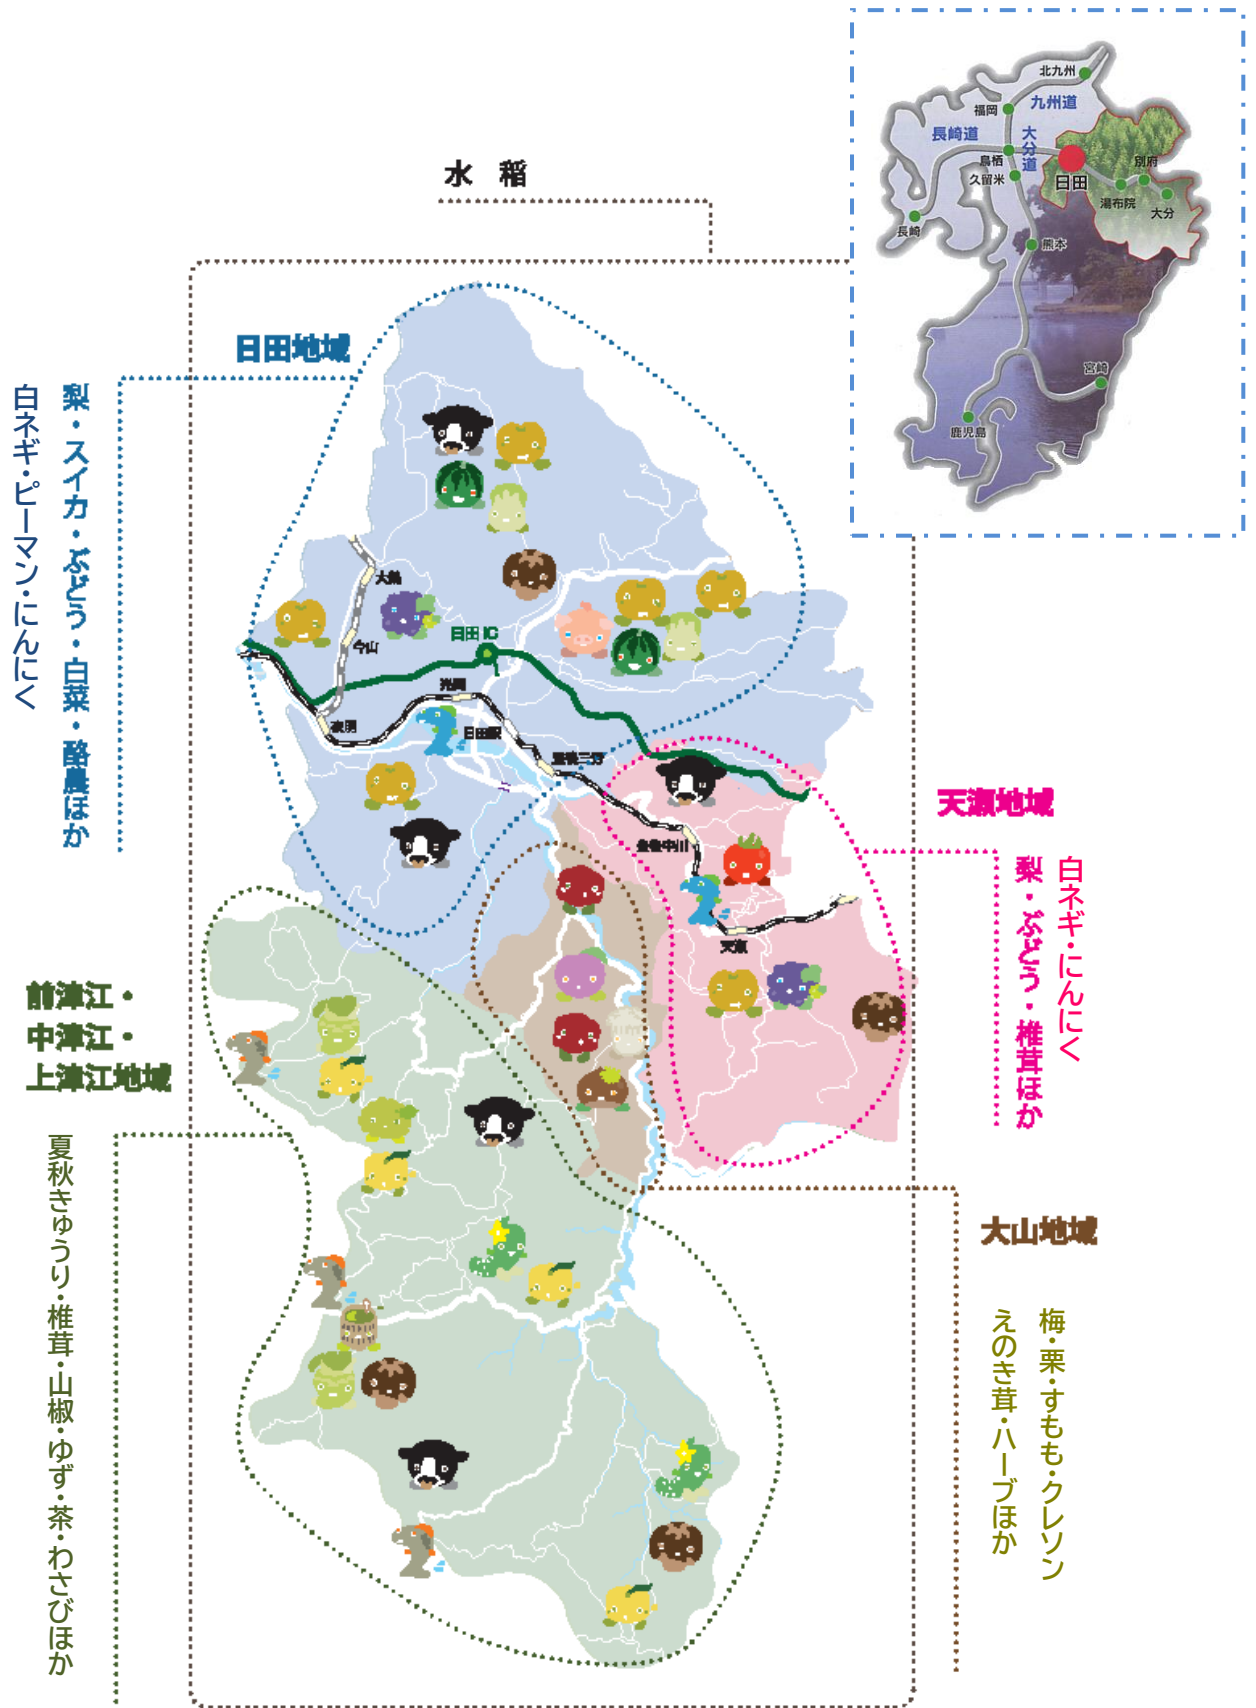 北九州
福岡
九州道
長崎道
大分道
鳥栖
久留米
日田
別府
湯布院
大分
長崎
熊本
宮崎
鹿児島
水 稲
日田地域
梨・スイカ・ぶどう・白菜・酪農ほか
白ネギ・ピーマン・にんにく
大鶴
今山
日田IC
光岡
夜明
日田駅
豊後三芳
豊後中川
天瀬
天瀬地域
白ネギ・にんにく
梨・ぶどう・椎茸ほか
前津江・
中津江・
上津江地域
夏秋きゅうり・椎茸・山椒・ゆず・茶・わさびほか
大山地域
梅・栗・すもも・クレソン
えのき茸・ハーブほか